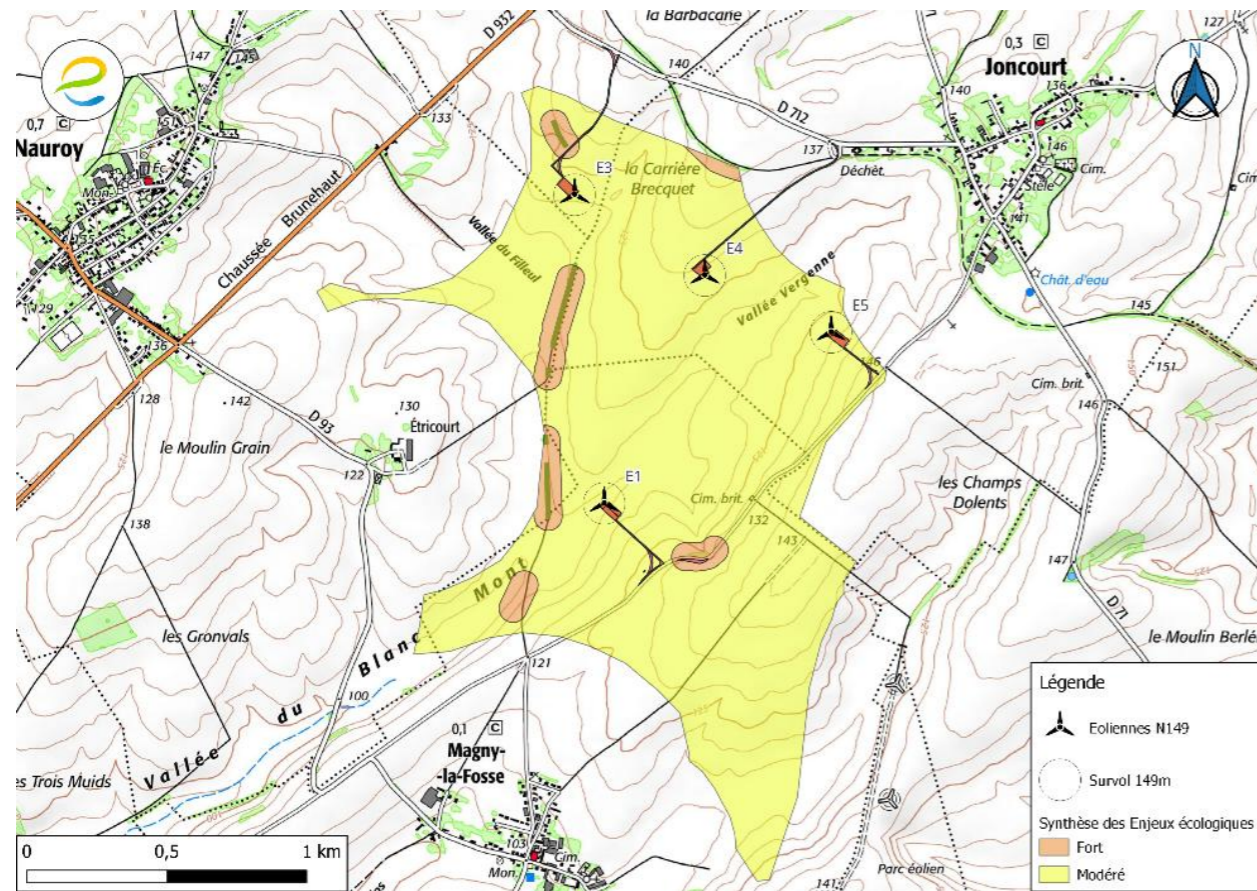 la Barbacane
D 932
127
147
145
0,3 C
Joncourt
N
140
136
140
133
D 712
0,7 C
Nauroy
151
Ec.
Mon.
137
Déchèt.
146
Cim.
Stèle
E3
la Carrière
Brecquet
Chaussée Brunehaut
Vallée du Filleul
141
E4
Vallée Vergenne
Chât. d'eau
145
129
136
E5
146
151
Cim. brit.
146
128
142
D 93
130
Étricourt
le Moulin Grain
122
E1
Cim. brit.
132
143
les Champs
Dolents
138
147
D 71
Mont
les Gronvals
121
le Moulin Berlé
Vallée du Blanc
100
0,1 C
Magny-
-la-Fosse
es Trois Muids
103
Cim.
Mon.
141
Parc éolien
0 0,5 1 km
Légende
Eoliennes N149
Survol 149m
Synthèse des Enjeux écologiques
Fort
Modéré